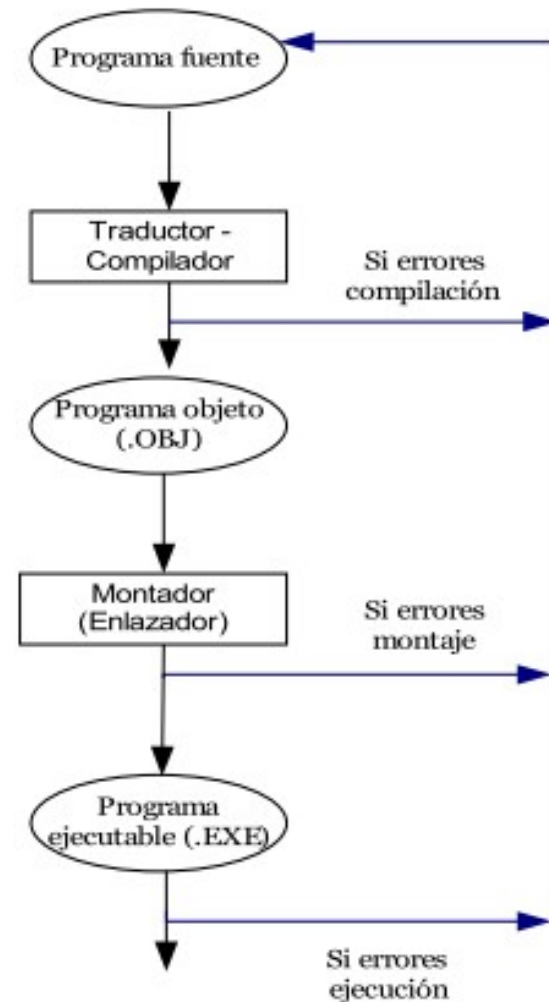 Programa fuente
Traductor -
Compilador
Si errores
compilación
Programa objeto
(.OBJ)
Montador
(Enlazador)
Si errores
montaje
Programa
ejecutable (.EXE)
Si errores
ejecución